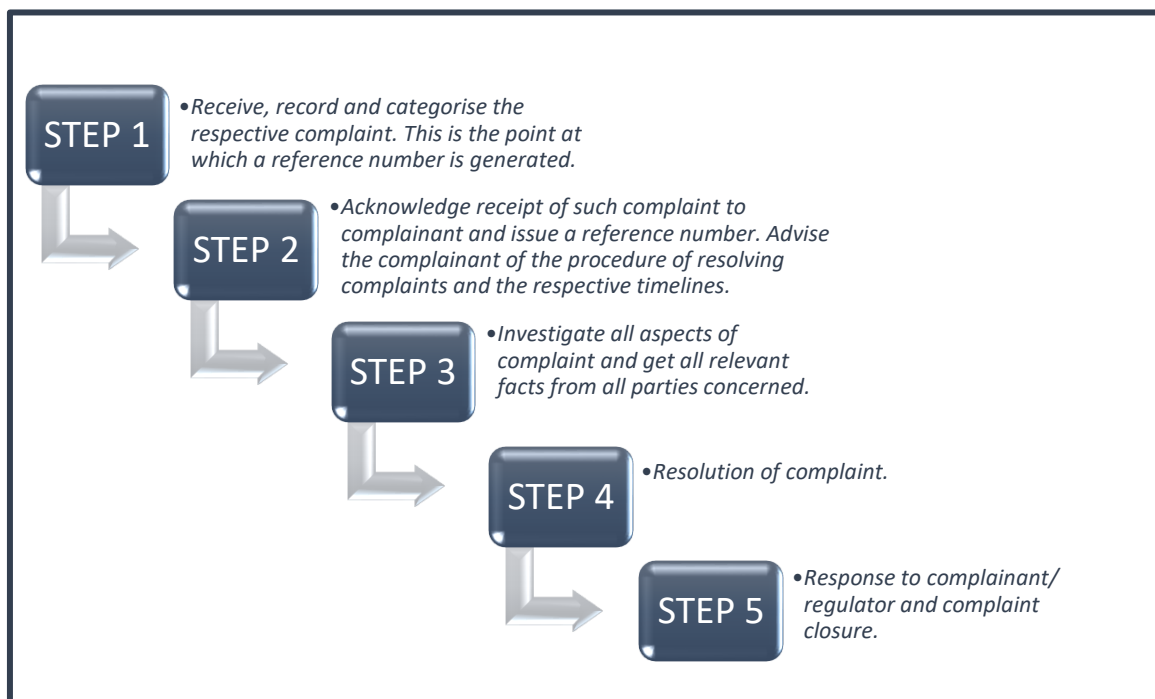 STEP 1
•Receive, record and categorise the
respective complaint. This is the point at
which a reference number is generated.
STEP 2
•Acknowledge receipt of such complaint to
complainant and issue a reference number. Advise
the complainant of the procedure of resolving
complaints and the respective timelines.
STEP 3
•Investigate all aspects of
complaint and get all relevant
facts from all parties concerned.
STEP 4
•Resolution of complaint.
STEP 5
•Response to complainant/
regulator and complaint
closure.